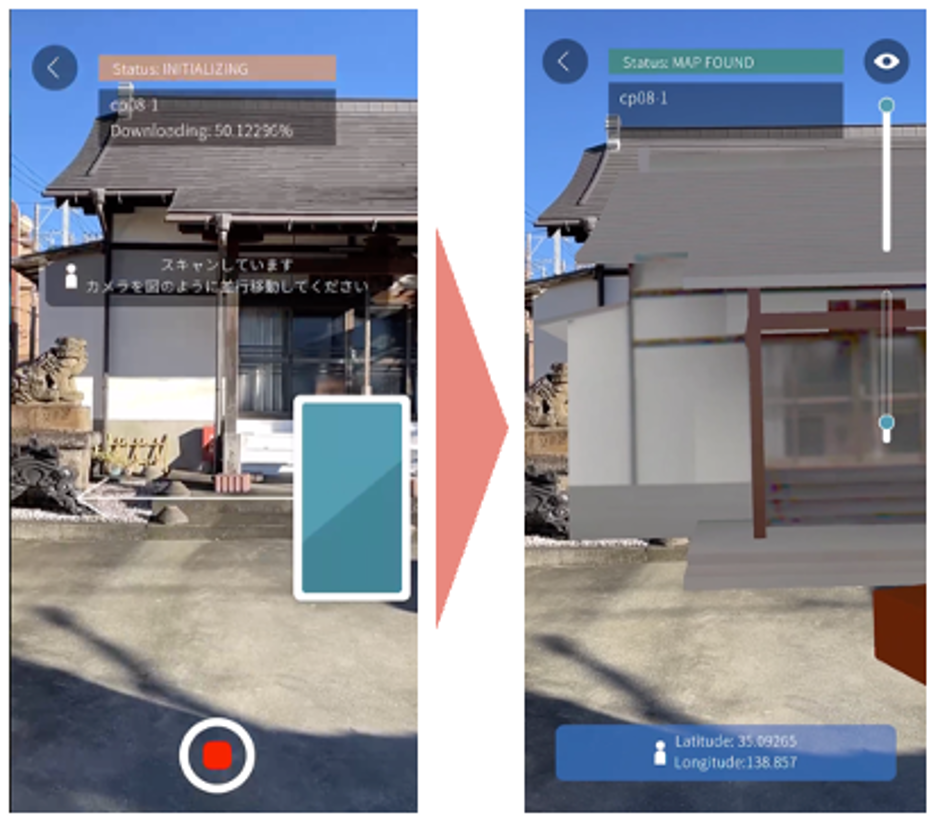 Status: INITIALIZING
cp08-1
Downloading: 50.12296%
スキャンしています
カメラを図のように並行移動してください
Status: MAP FOUND
cp08-1
Latitude: 35.09265
Longitude:138.857